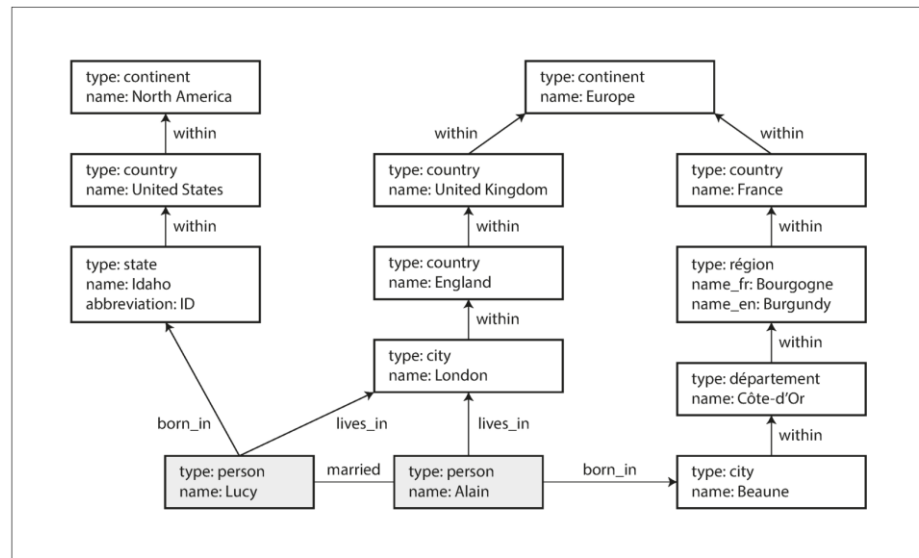 type: continent
name: North America
type: continent
name: Europe
within
within
within
type: country
name: United States
type: country
name: United Kingdom
type: country
name: France
within
within
within
type: state
name: Idaho
abbreviation: ID
type: country
name: England
type: région
name_fr: Bourgogne
name_en: Burgundy
within
within
type: city
name: London
type: département
name: Côte-d'Or
born_in
lives_in
lives_in
within
type: person
name: Lucy
married
type: person
name: Alain
born_in
type: city
name: Beaune